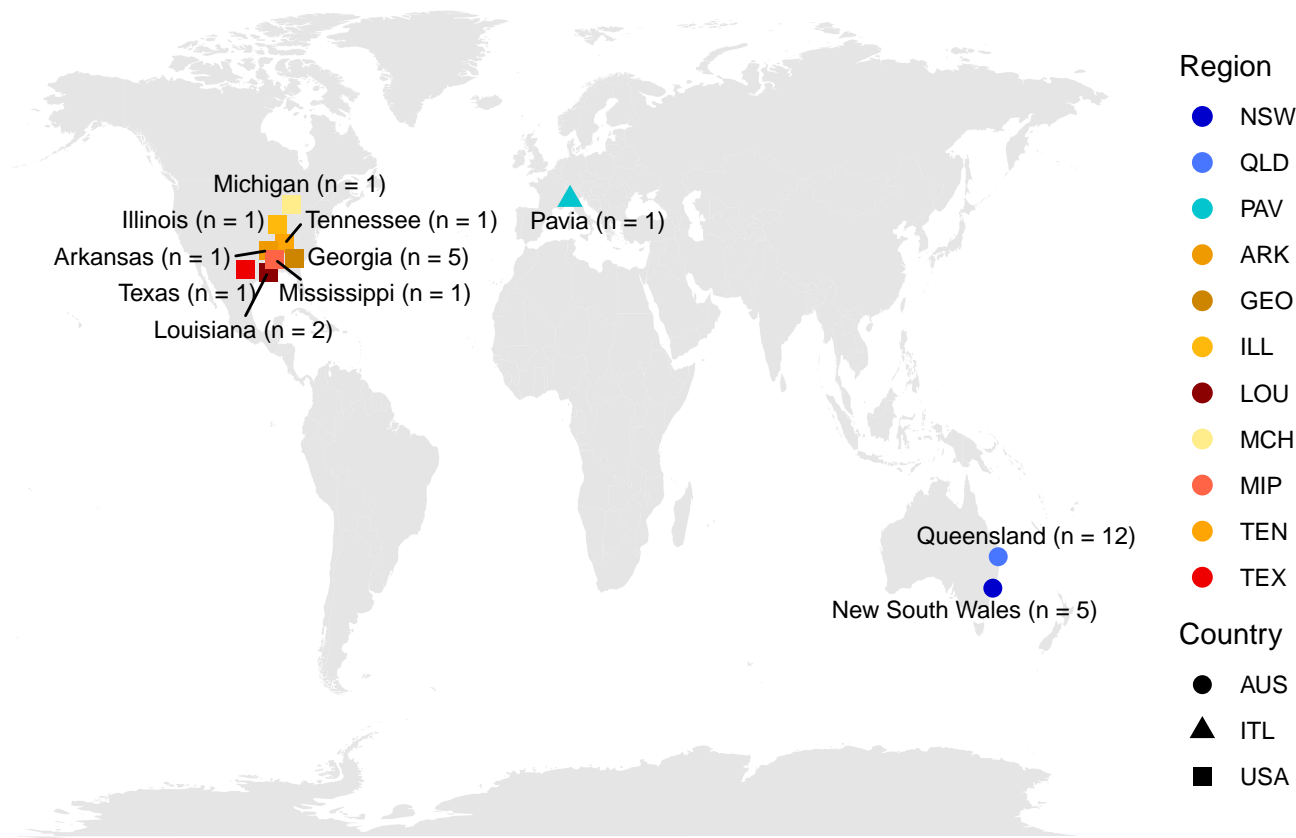 Michigan (n = 1)
Illinois (n = 1)
Tennessee (n = 1)
Arkansas (n = 1)
Georgia (n = 5)
Texas (n = 1)
Mississippi (n = 1)
Louisiana (n = 2)
Pavia (n = 1)
Queensland (n = 12)
New South Wales (n = 5)
Region
NSW
QLD
PAV
ARK
GEO
ILL
LOU
MCH
MIP
TEN
TEX
Country
AUS
ITL
USA